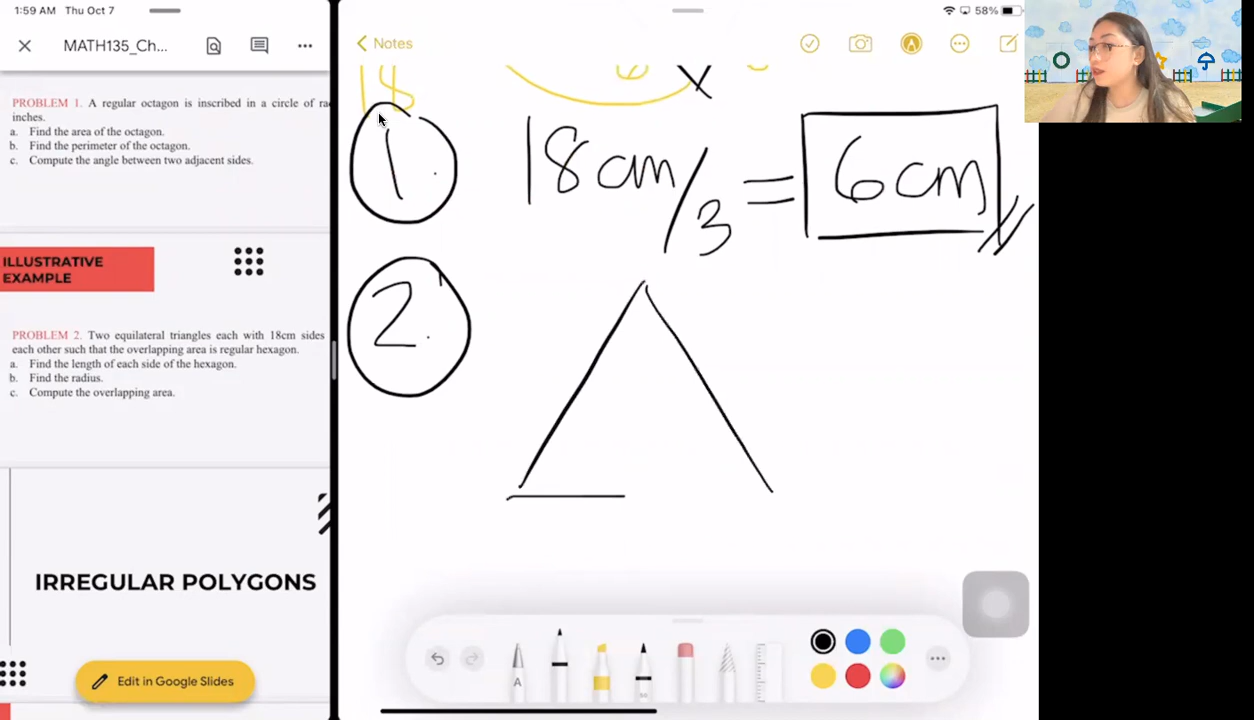 1:59 AM Thu Oct 7
58%
MATH135_Ch...
Notes
PROBLEM 1. A regular octagon is inscribed in a circle of ra
inches.
a. Find the area of the octagon.
b. Find the perimeter of the octagon.
c. Compute the angle between two adjacent sides.
ILLUSTRATIVE
EXAMPLE
PROBLEM 2. Two equilateral triangles each with 18cm sides
each other such that the overlapping area is regular hexagon.
a. Find the length of each side of the hexagon.
b. Find the radius.
c. Compute the overlapping area.
IRREGULAR POLYGONS
Edit in Google Slides
18
6 x
1. 18cm/3 = 6cm
2.
A
50